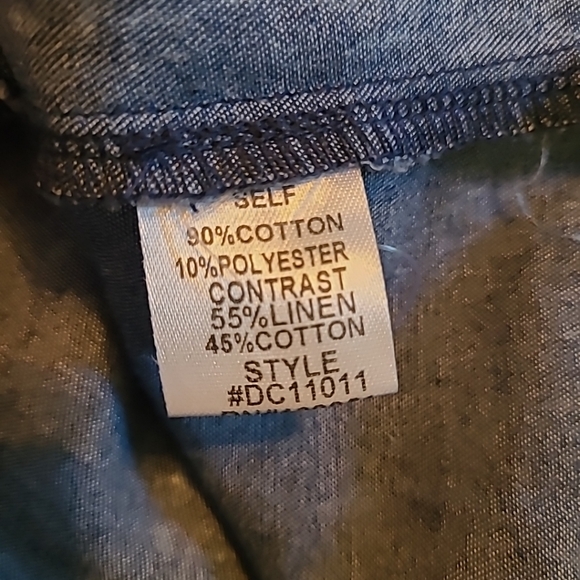 SELF
90%COTTON
10%POLYESTER
CONTRAST
55%LINEN
45%COTTON
STYLE
#DC11011